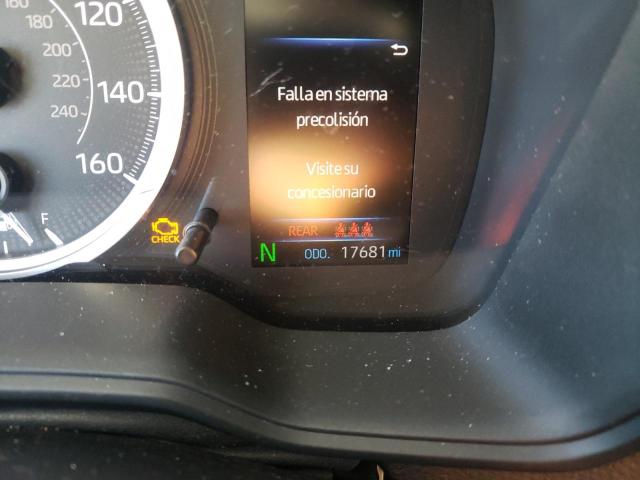 160
180
200
220
240
120
140
160
F
CHECK
Falla en sistema
precolisión
Visite su
concesionario
REAR
N ODO. 17681 mi